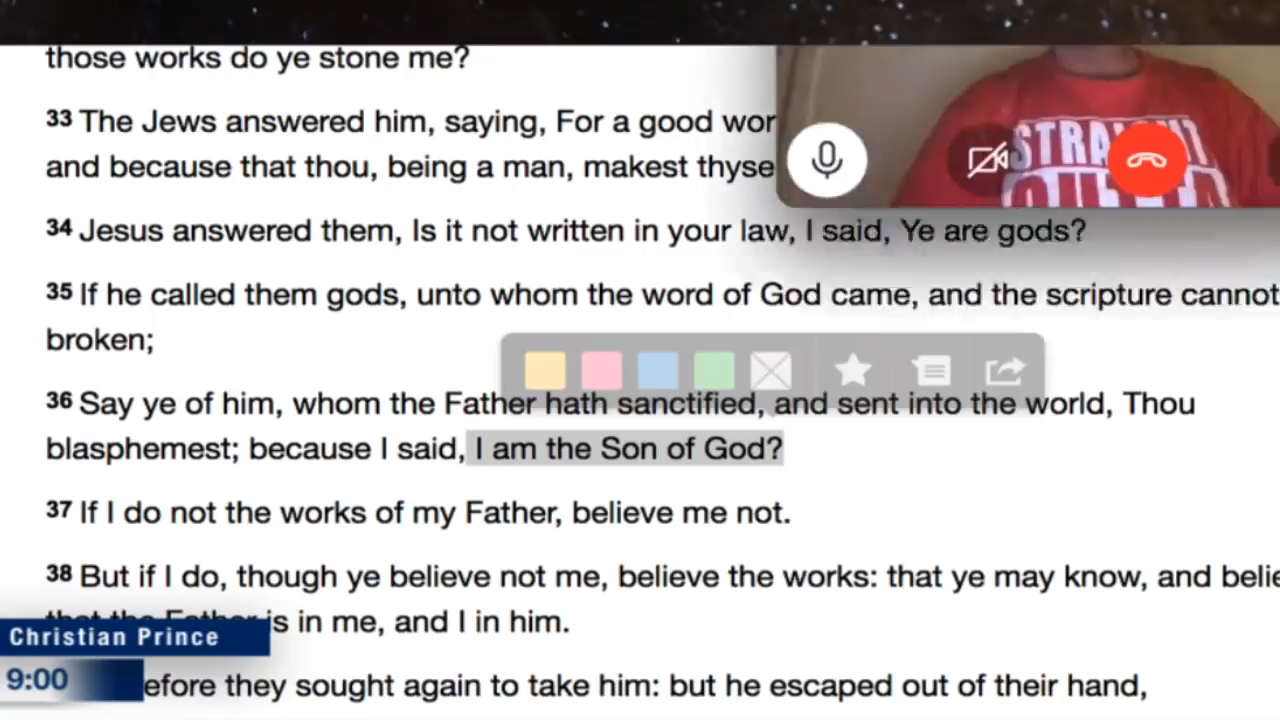 those works do ye stone me?
33 The Jews answered him, saying, For a good wor
and because that thou, being a man, makest thyse
STRA
34 Jesus answered them, Is it not written in your law, I said, Ye are gods?
35 If he called them gods, unto whom the word of God came, and the scripture cannot
broken;
36 Say ye of him, whom the Father hath sanctified, and sent into the world, Thou
blasphemest; because I said, I am the Son of God?
37 If I do not the works of my Father, believe me not.
38 But if I do, though ye believe not me, believe the works: that ye may know, and belie
that the Father is in me, and I in him.
Christian Prince
9:00
efore they sought again to take him: but he escaped out of their hand,